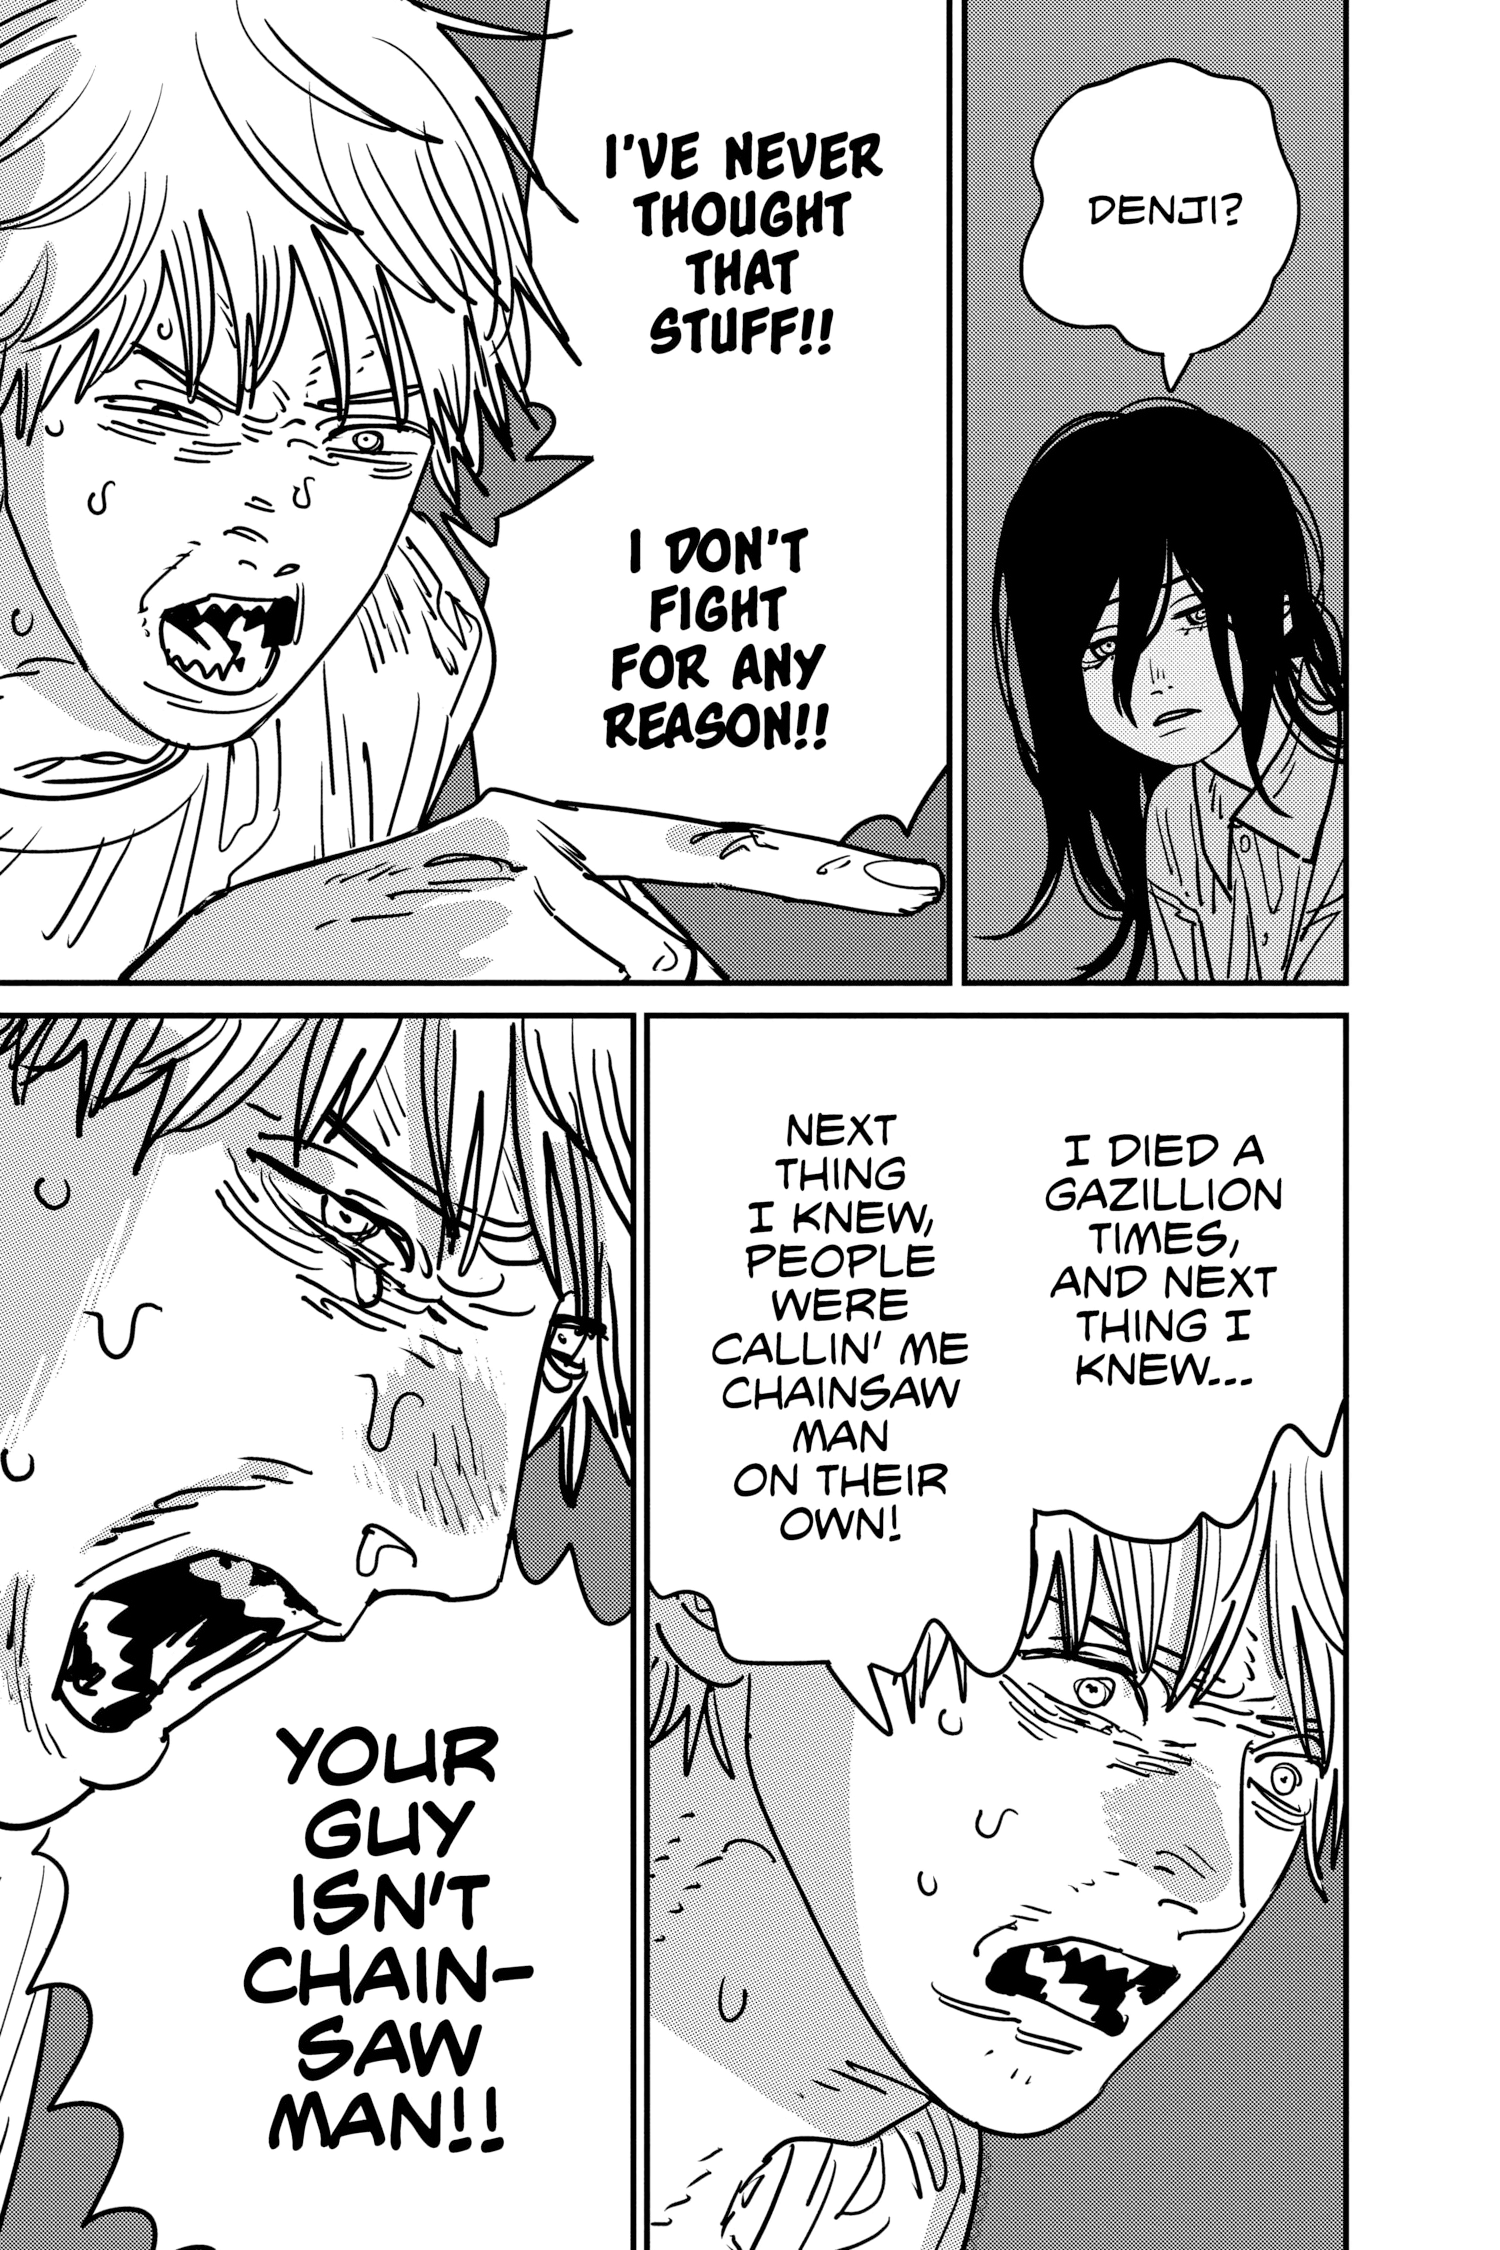 DENJI?
I'VE NEVER
THOUGHT
THAT
STUFF!!
I DON'T
FIGHT
FOR ANY
REASON!!
I DIED A
GAZILLION
TIMES,
AND NEXT
THING I
KNEW...
NEXT
THING
I KNEW,
PEOPLE
WERE
CALLIN' ME
CHAINSAW
MAN
ON THEIR
OWN!
YOUR
GUY
ISN'T
CHAIN-
SAW
MAN!!